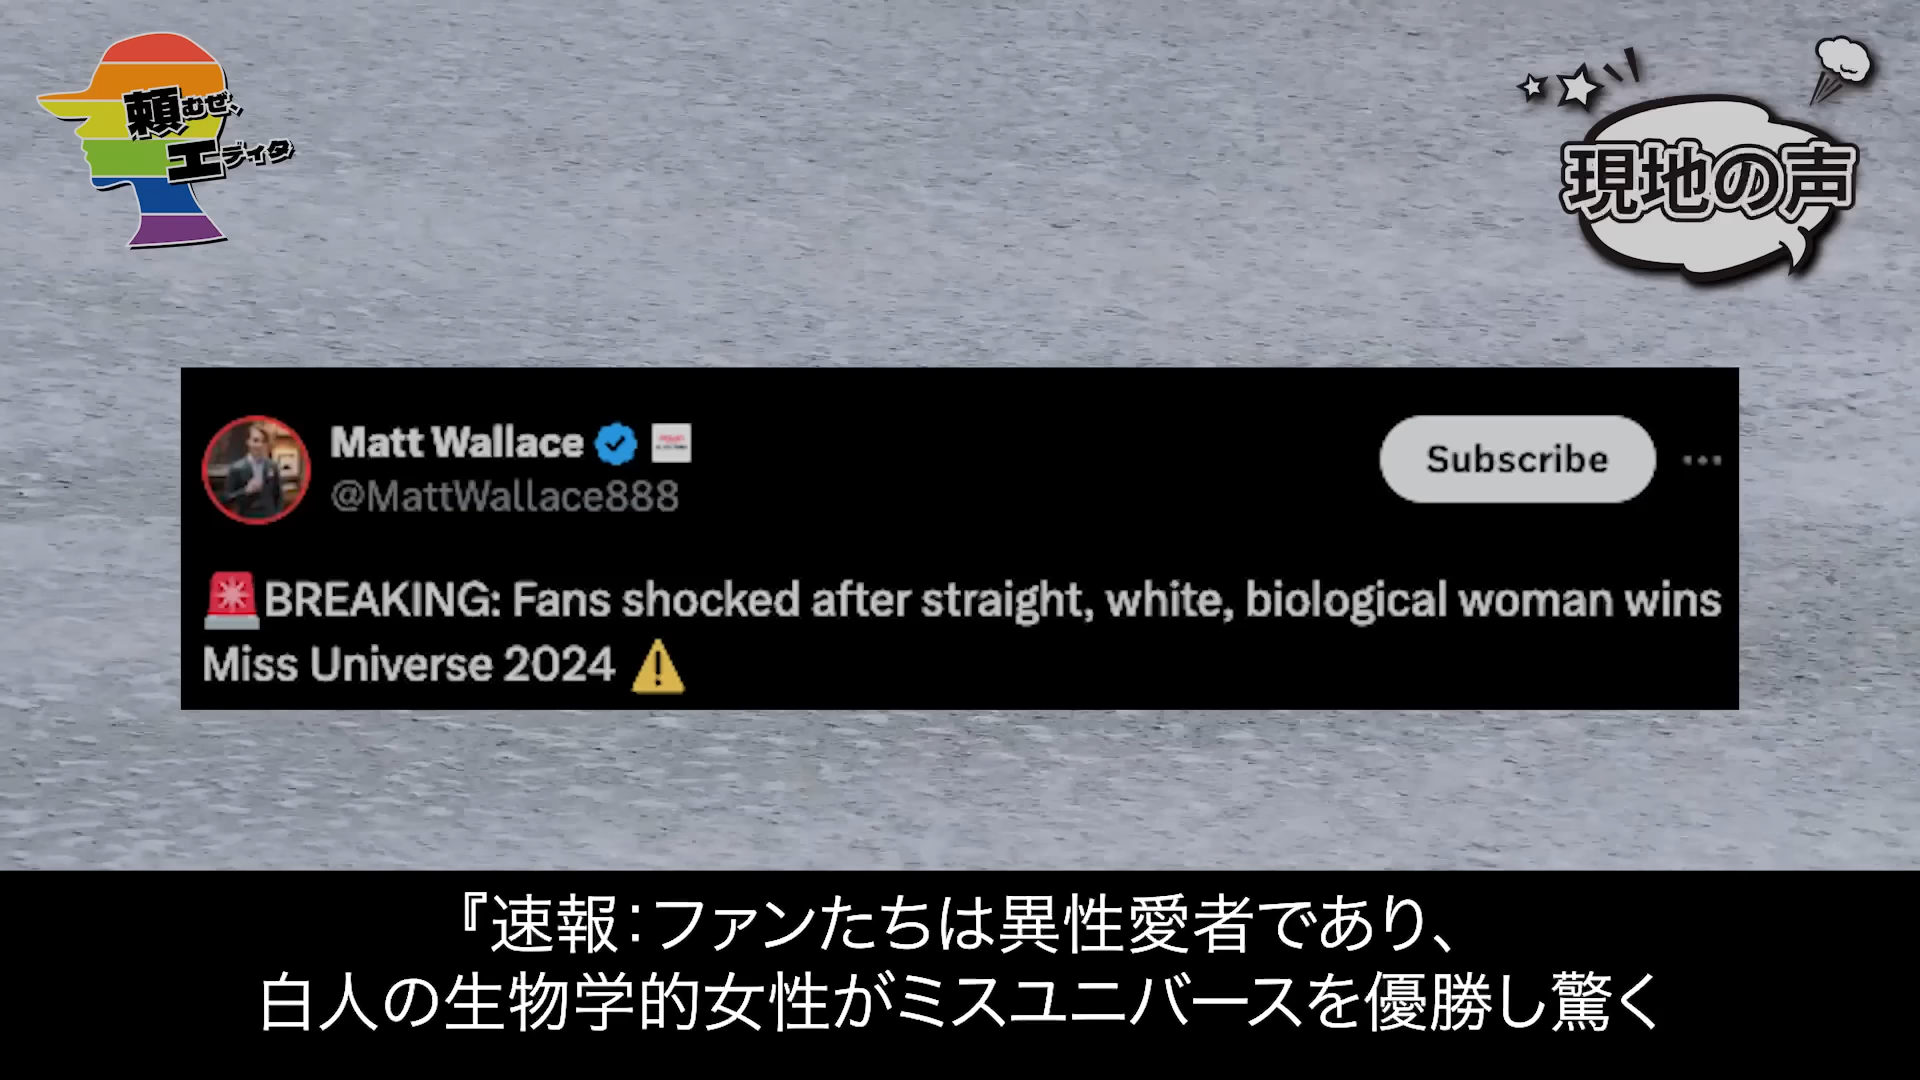 頼むぜ、
エディタ
現地の声
Matt Wallace
@MattWallace888
Subscribe
BREAKING: Fans shocked after straight, white, biological woman wins
Miss Universe 2024
『速報：ファンたちは異性愛者であり、
白人の生物学的女性がミスユニバースを優勝し驚く